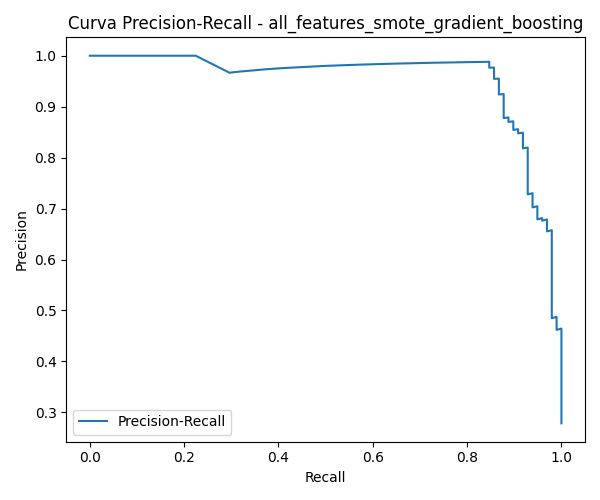 Curva Precision-Recall - all_features_smote_gradient_boosting
1.0
0.9
0.8
0.7
0.6
0.5
0.4
0.3
Precision
Precision-Recall
0.0 0.2 0.4 0.6 0.8 1.0
Recall